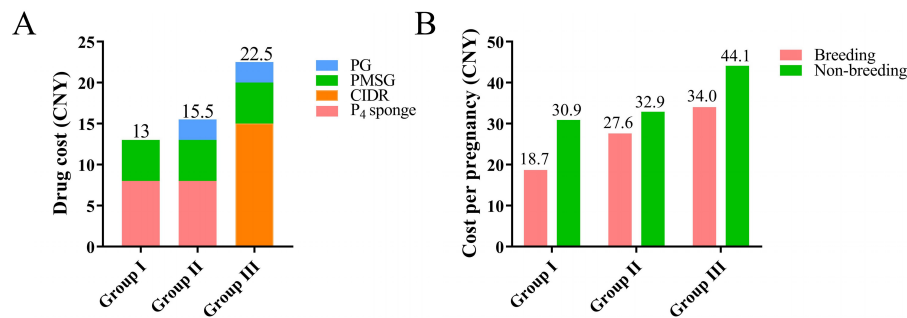 A
Drug cost (CNY)
25
20
15
10
5
0
13
15.5
22.5
Group I
Group II
Group III
PG
PMSG
CIDR
P₄ sponge
B
Cost per pregnancy (CNY)
50
40
30
20
10
0
18.7
30.9
27.6
32.9
34.0
44.1
Group I
Group II
Group III
Breeding
Non-breeding